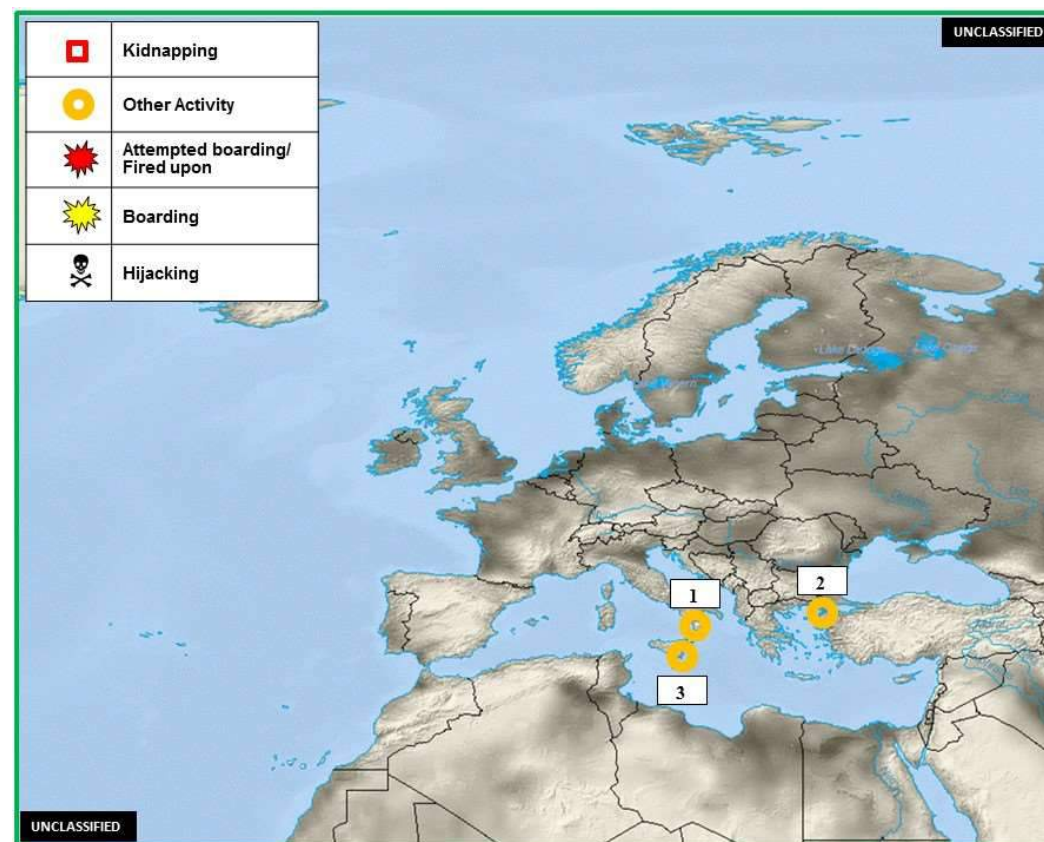 UNCLASSIFIED
Kidnapping
Other Activity
Attempted boarding/
Fired upon
Boarding
Hijacking
1
2
3
UNCLASSIFIED